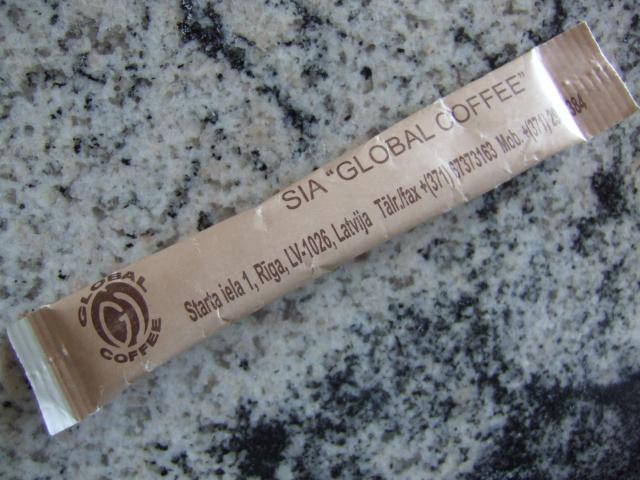 GLOBAL
COFFEE
SIA "GLOBAL COFFEE"
Starta iela 1, Rīga, LV-1026, Latvija Tālr./fax +(371) 67373163 Mob. +(371)